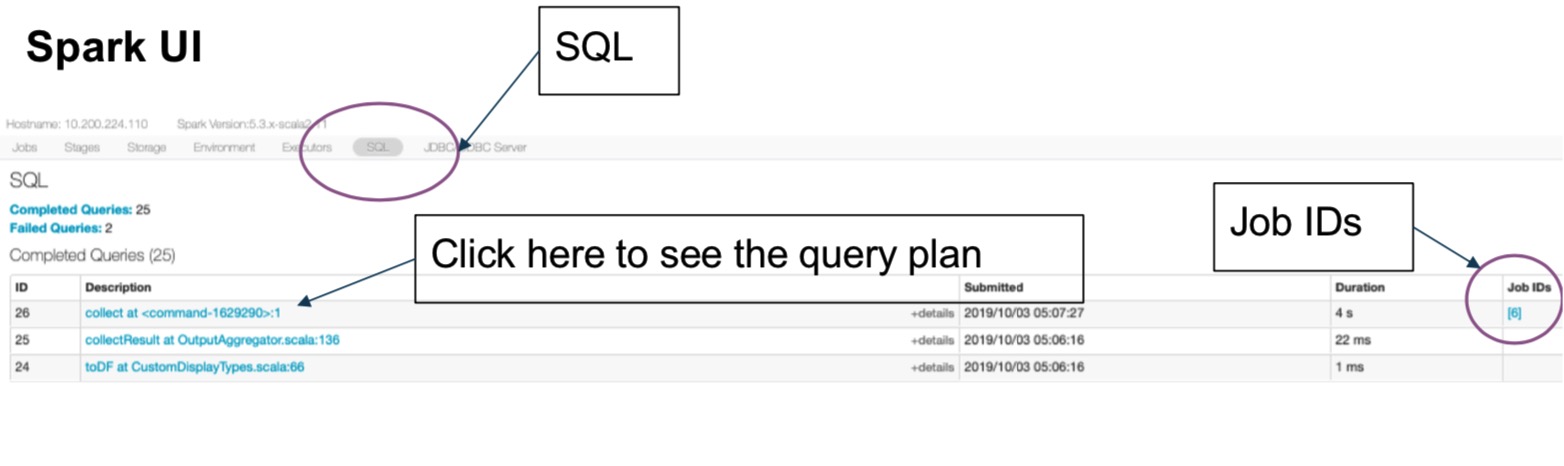 Spark UI
SQL
Hostname: 10.200.224.110 Spark Version:5.3.x-scala2.11
Jobs Stages Storage Environment Executors SQL JDBC/ODBC Server
SQL
Completed Queries: 25
Failed Queries: 2
Completed Queries (25)
Click here to see the query plan
Job IDs
ID Description Submitted Duration Job IDs
26 collect at <command-1629290>:1 +details 2019/10/03 05:07:27 4 s [6]
25 collectResult at OutputAggregator.scala:136 +details 2019/10/03 05:06:16 22 ms
24 toDF at CustomDisplayTypes.scala:66 +details 2019/10/03 05:06:16 1 ms